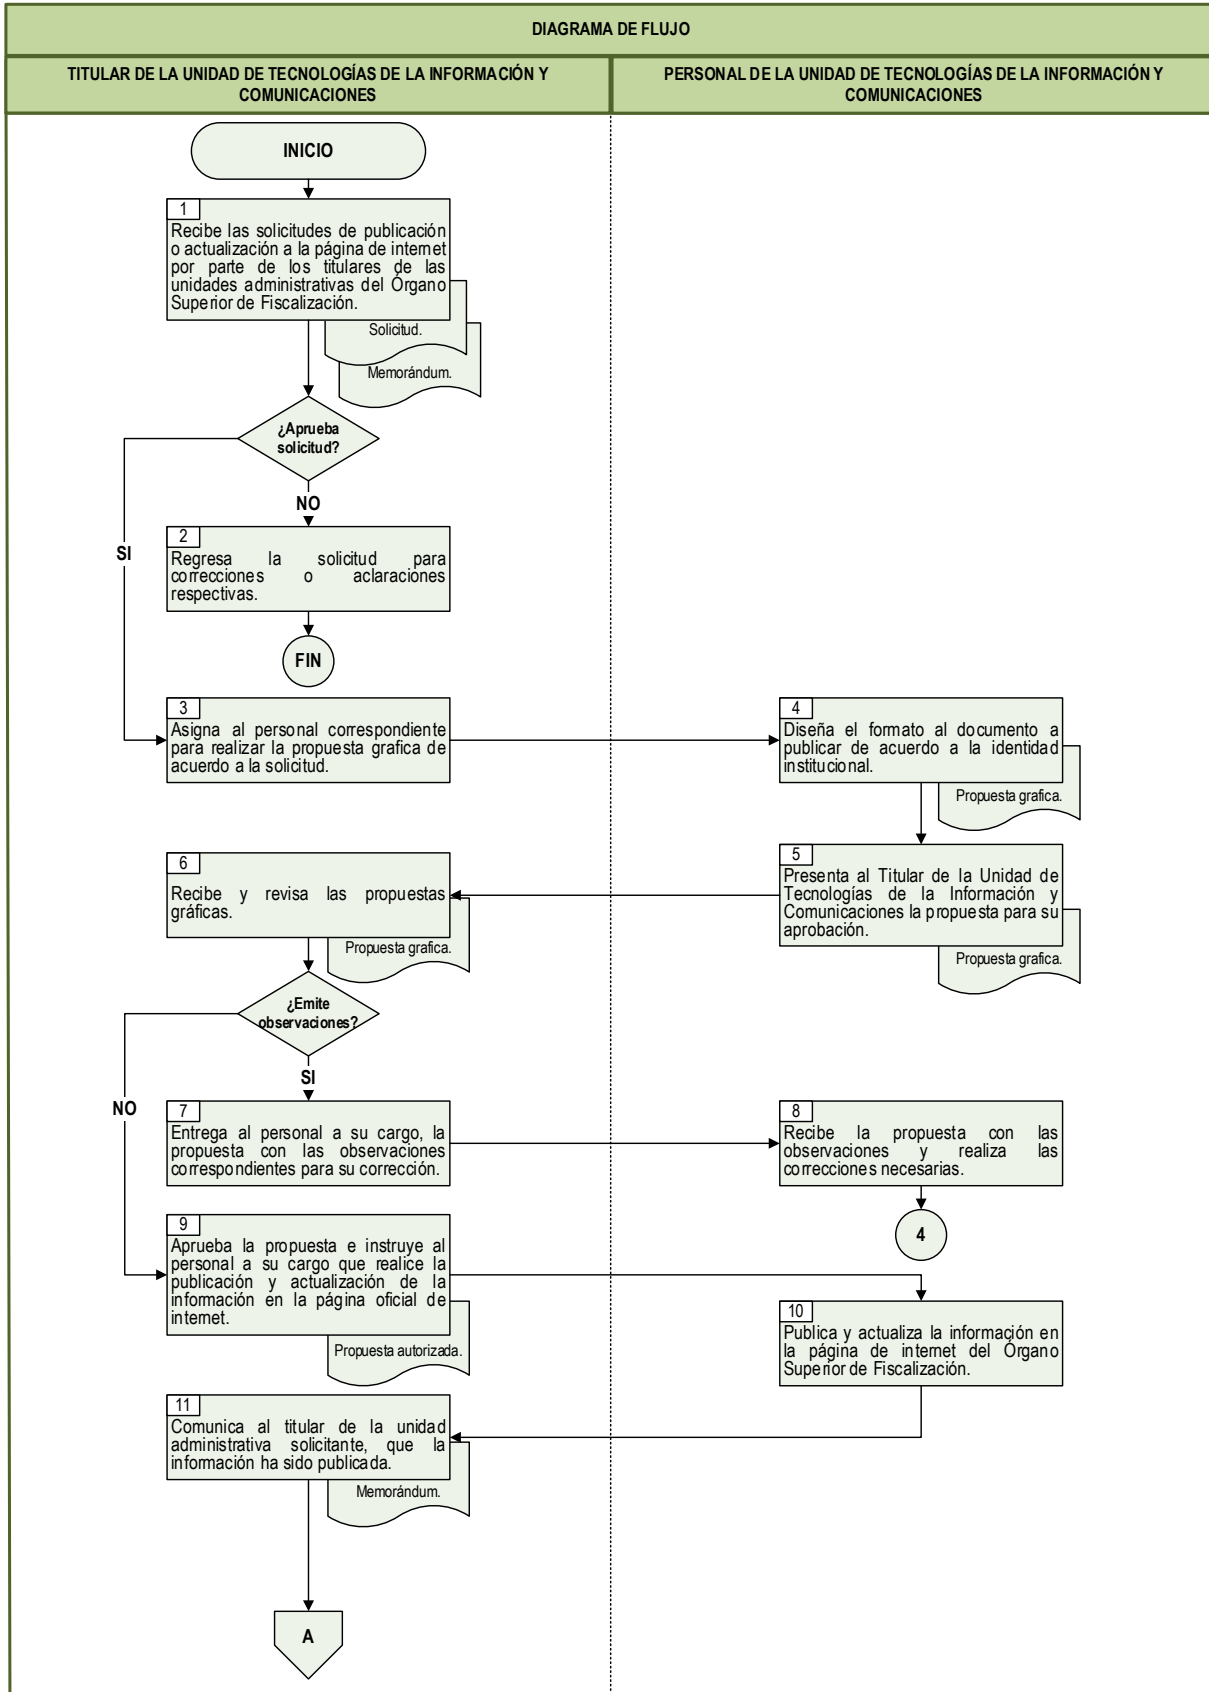 DIAGRAMA DE FLUJO
TITULAR DE LA UNIDAD DE TECNOLOGÍAS DE LA INFORMACIÓN Y
COMUNICACIONES
PERSONAL DE LA UNIDAD DE TECNOLOGÍAS DE LA INFORMACIÓN Y
COMUNICACIONES
INICIO
1
Recibe las solicitudes de publicación
o actualización a la página de internet
por parte de los titulares de las
unidades administrativas del Órgano
Superior de Fiscalización.
Solicitud.
Memorándum.
¿Aprueba
solicitud?
NO
SI
2
Regresa la solicitud para
correcciones o aclaraciones
respectivas.
FIN
3
Asigna al personal correspondiente
para realizar la propuesta grafica de
acuerdo a la solicitud.
4
Diseña el formato al documento a
publicar de acuerdo a la identidad
institucional.
Propuesta grafica.
5
Presenta al Titular de la Unidad de
Tecnologías de la Información y
Comunicaciones la propuesta para su
aprobación.
Propuesta grafica.
6
Recibe y revisa las propuestas
gráficas.
Propuesta grafica.
¿Emite
observaciones?
SI
NO
7
Entrega al personal a su cargo, la
propuesta con las observaciones
correspondientes para su corrección.
8
Recibe la propuesta con las
observaciones y realiza las
correcciones necesarias.
4
9
Aprueba la propuesta e instruye al
personal a su cargo que realice la
publicación y actualización de la
información en la página oficial de
internet.
Propuesta autorizada.
10
Publica y actualiza la información en
la página de internet del Órgano
Superior de Fiscalización.
11
Comunica al titular de la unidad
administrativa solicitante, que la
información ha sido publicada.
Memorándum.
A